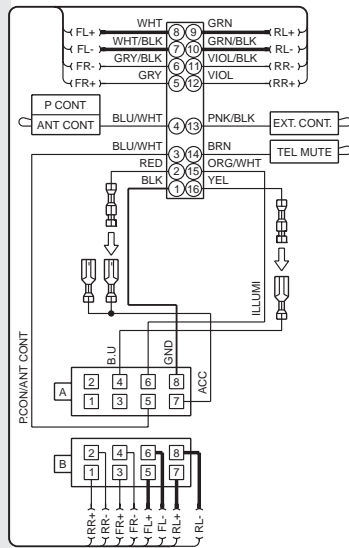 WHT 8 9 GRN
FL+ RL+
WHT/BLK 7 10 GRN/BLK
FL- RL-
GRY/BLK 6 11 VIOL/BLK
FR- RR-
GRY 5 12 VIOL
FR+ RR+
P CONT
ANT CONT BLU/WHT 4 13 PNK/BLK EXT. CONT.
BLU/WHT 3 14 BRN TEL MUTE
RED 2 15 ORG/WHT
BLK 1 16 YEL
ILLUMI
P.CON/ANT CONT
B.U
GND
ACC
2 4 6 8
A
1 3 5 7
2 4 6 8
B
1 3 5 7
RR+ RR- FR+ FR- FL+ FL- RL+ RL-